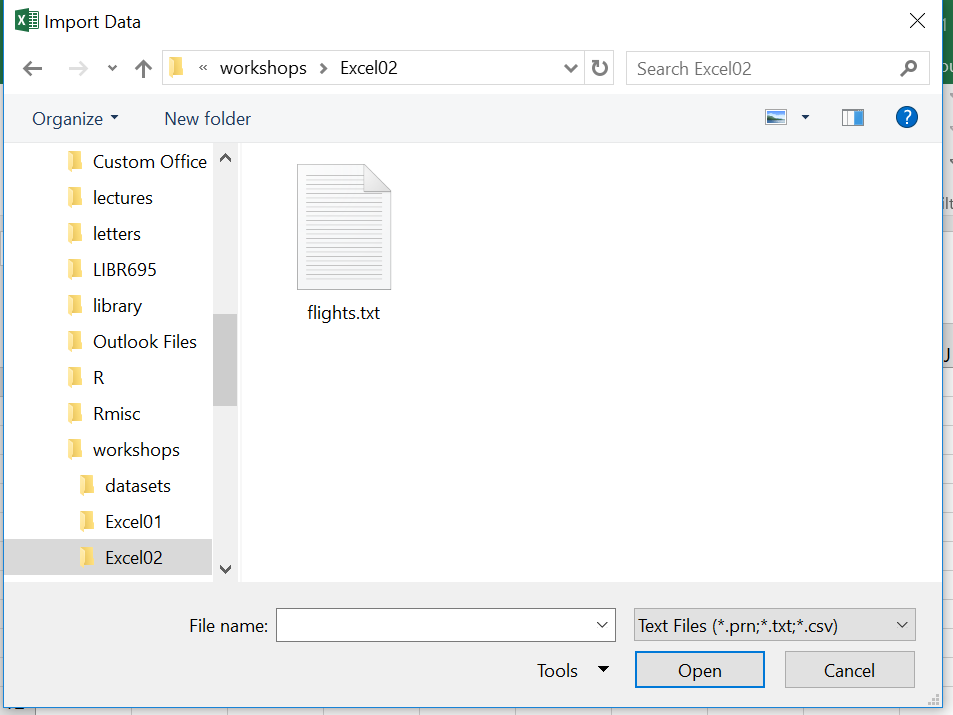 Import Data
« workshops > Excel02
Search Excel02
Organize
New folder
Custom Office
lectures
letters
LIBR695
library
Outlook Files
R
Rmisc
workshops
datasets
Excel01
Excel02
flights.txt
File name:
Text Files (*.prn;*.txt;*.csv)
Tools
Open
Cancel